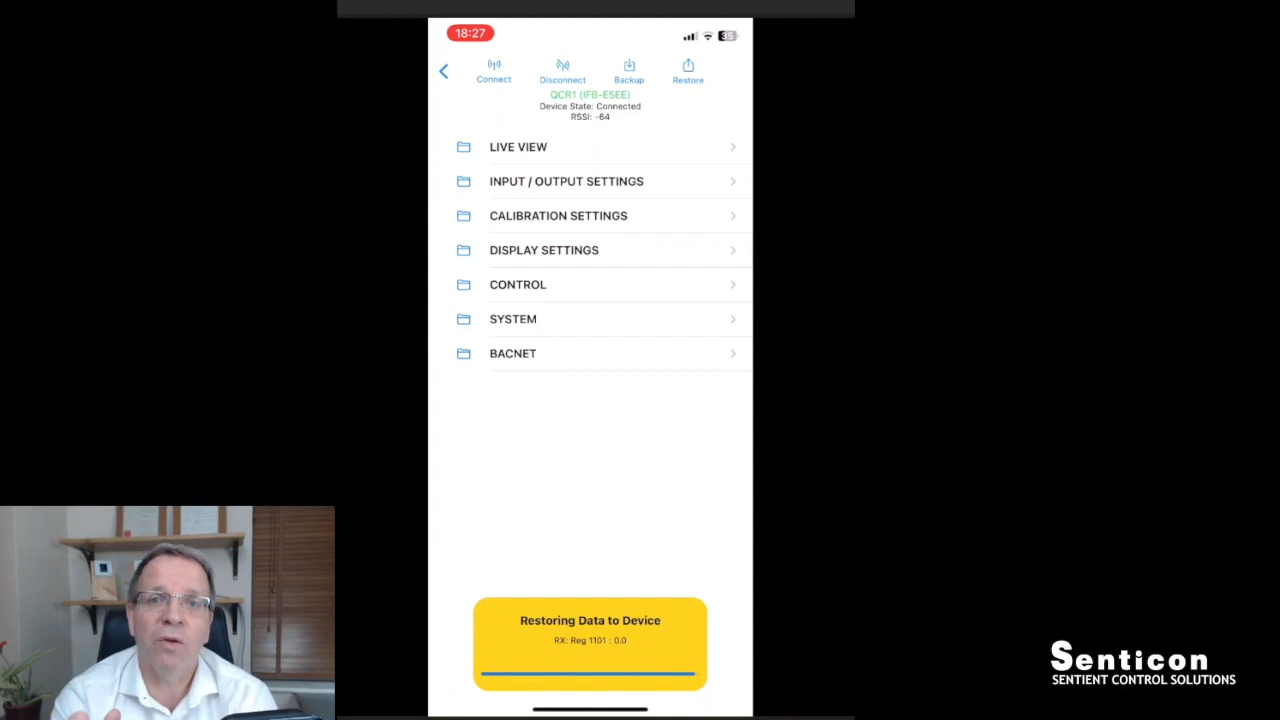 18:27
35
Connect
Disconnect
Backup
Restore
QCR1 (IFB-E5EE)
Device State: Connected
RSSI: -64
LIVE VIEW
INPUT / OUTPUT SETTINGS
CALIBRATION SETTINGS
DISPLAY SETTINGS
CONTROL
SYSTEM
BACNET
Restoring Data to Device
RX: Reg 1101 : 0.0
Senticon
SENTIENT CONTROL SOLUTIONS